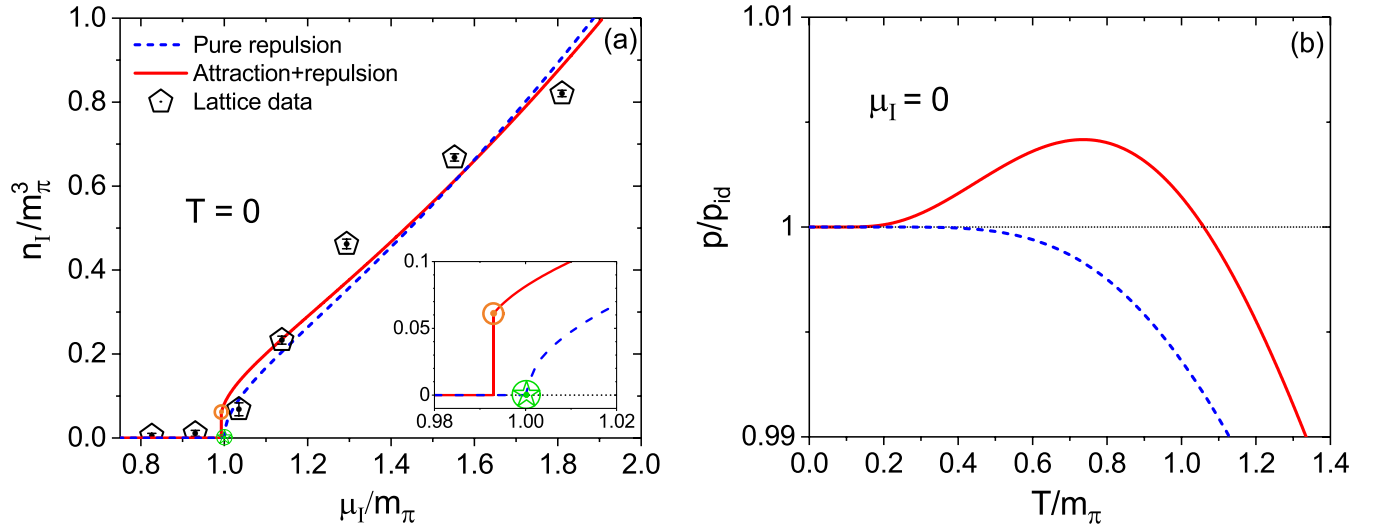 (a)
Pure repulsion
Attraction+repulsion
Lattice data
T = 0
n_I/m_π^3
1.0
0.8
0.6
0.4
0.2
0.0
0.8 1.0 1.2 1.4 1.6 1.8 2.0
μ_I/m_π
0.1
0.05
0
0.98 1.00 1.02
(b)
μ_I = 0
p/p_id
1.01
1
0.99
0.0 0.2 0.4 0.6 0.8 1.0 1.2 1.4
T/m_π